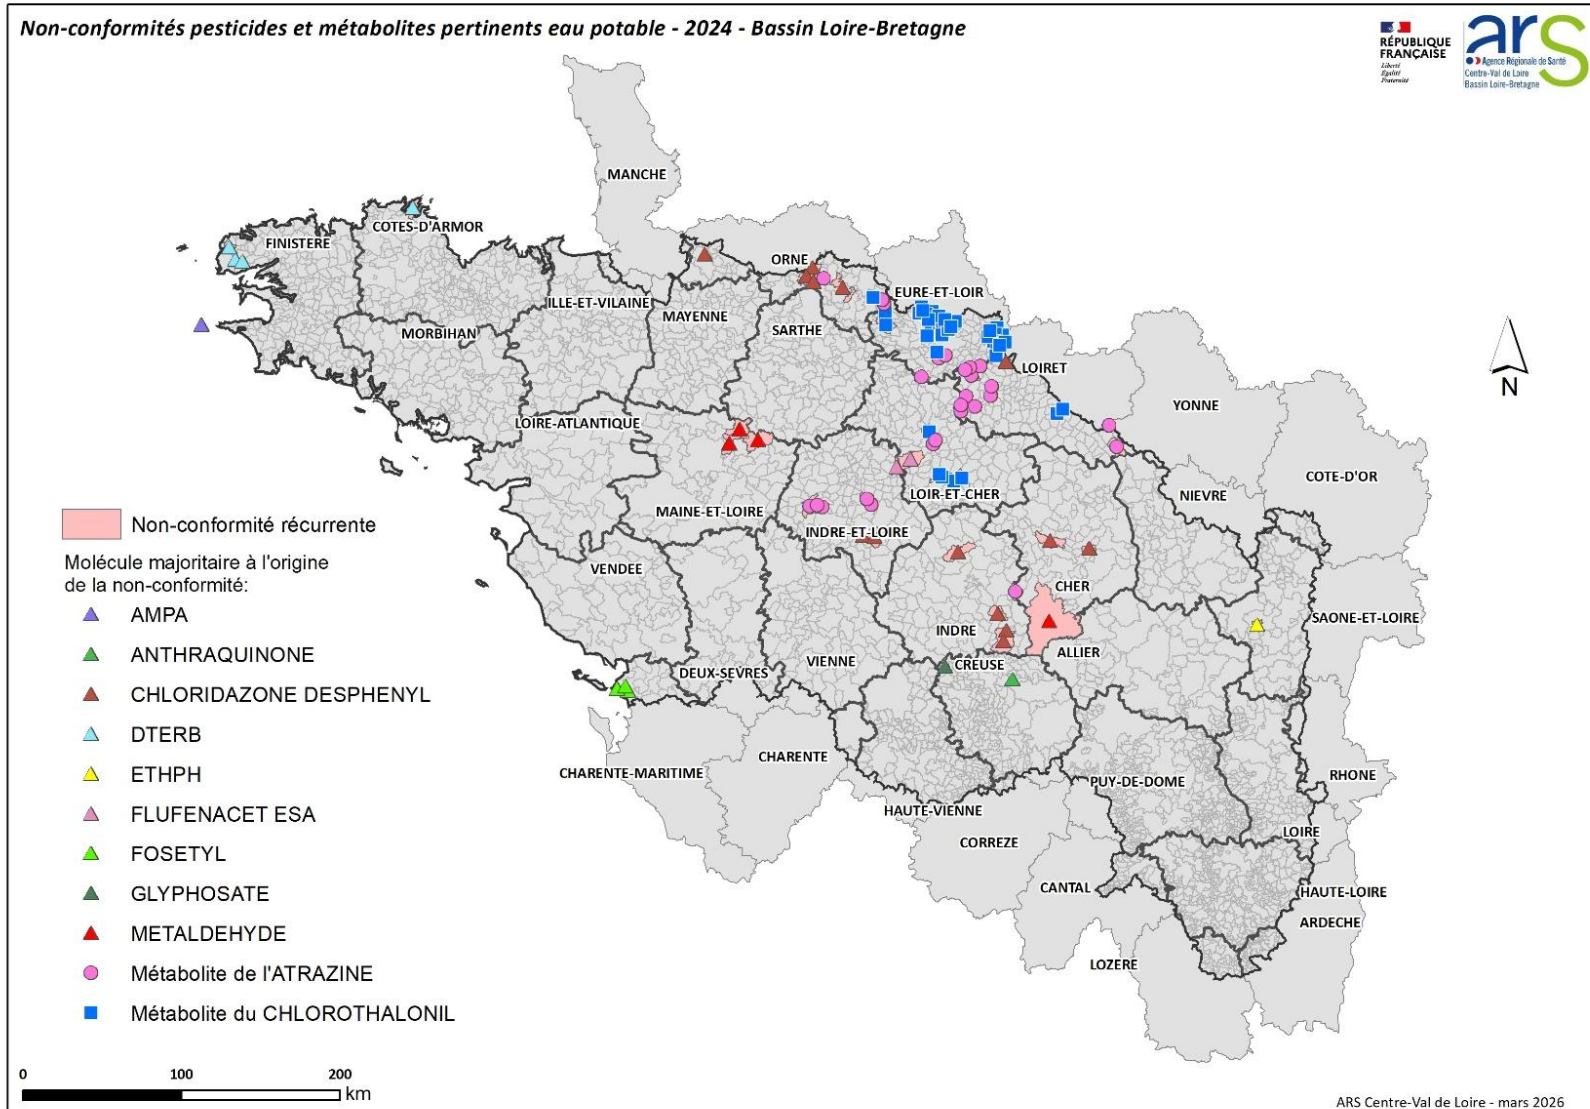 Non-conformités pesticides et métabolites pertinents eau potable - 2024 - Bassin Loire-Bretagne
RÉPUBLIQUE
FRANÇAISE
Liberté
Égalité
Fraternité
ars
Agence Régionale de Santé
Centre-Val de Loire
Bassin Loire-Bretagne
MANCHE
COTES-D'ARMOR
FINISTERE
ORNE
EURE-ET-LOIR
ILLE-ET-VILAINE
MAYENNE
MORBIHAN
SARTHE
LOIRET
N
YONNE
LOIRE-ATLANTIQUE
COTE-D'OR
LOIR-ET-CHER
NIEVRE
MAINE-ET-LOIRE
INDRE-ET-LOIRE
VENDEE
CHER
SAONE-ET-LOIRE
INDRE
ALLIER
VIENNE
CREUSE
DEUX-SEVRES
CHARENTE
CHARENTE-MARITIME
RHONE
PUY-DE-DOME
HAUTE-VIENNE
LOIRE
CORREZE
CANTAL
HAUTE-LOIRE
ARDECHE
LOZERE
Non-conformité récurrente
Molécule majoritaire à l'origine
de la non-conformité:
AMPA
ANTHRAQUINONE
CHLORIDAZONE DESPHENYL
DTERB
ETHPH
FLUFENACET ESA
FOSETYL
GLYPHOSATE
METALDEHYDE
Métabolite de l'ATRAZINE
Métabolite du CHLOROTHALONIL
0 100 200
km
ARS Centre-Val de Loire - mars 2026